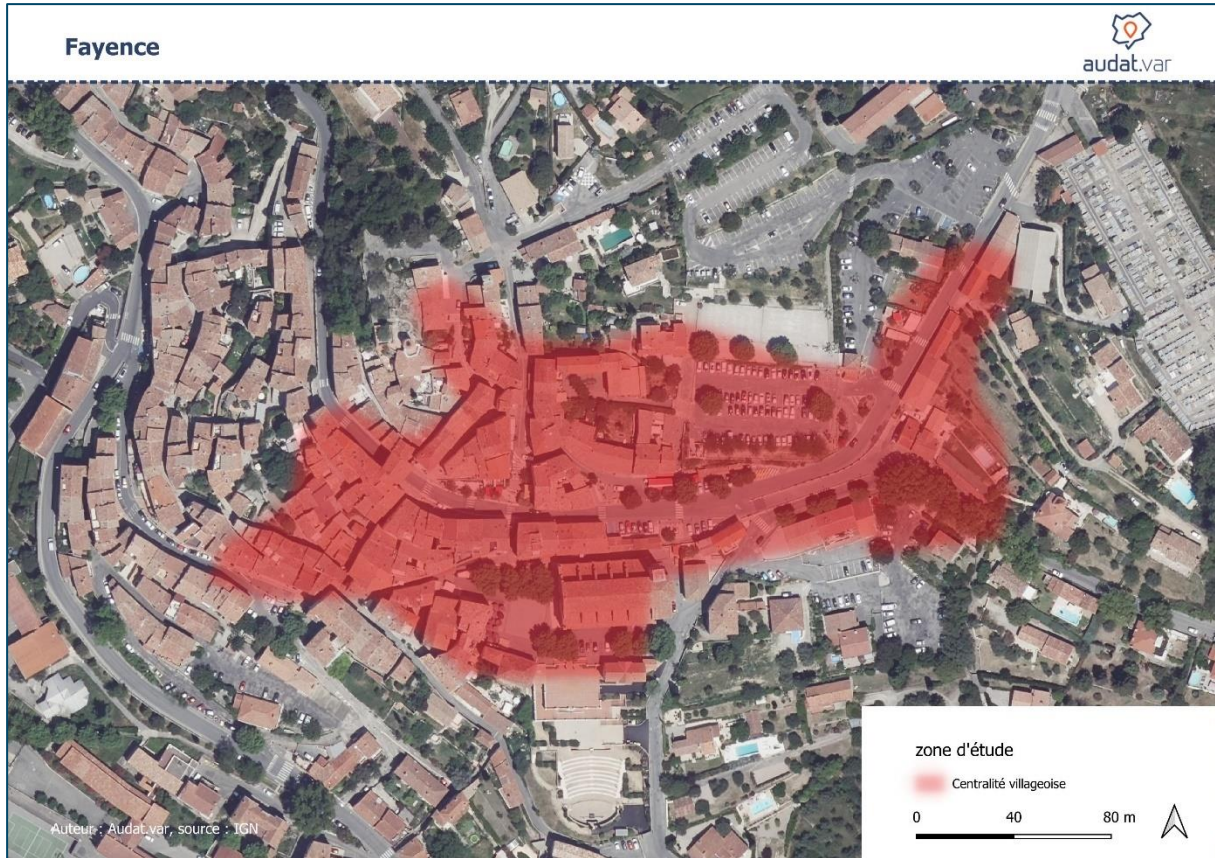 Fayence
audat.var
zone d'étude
Centralité villageoise
0 40 80 m
Auteur : Audat.var, source : IGN